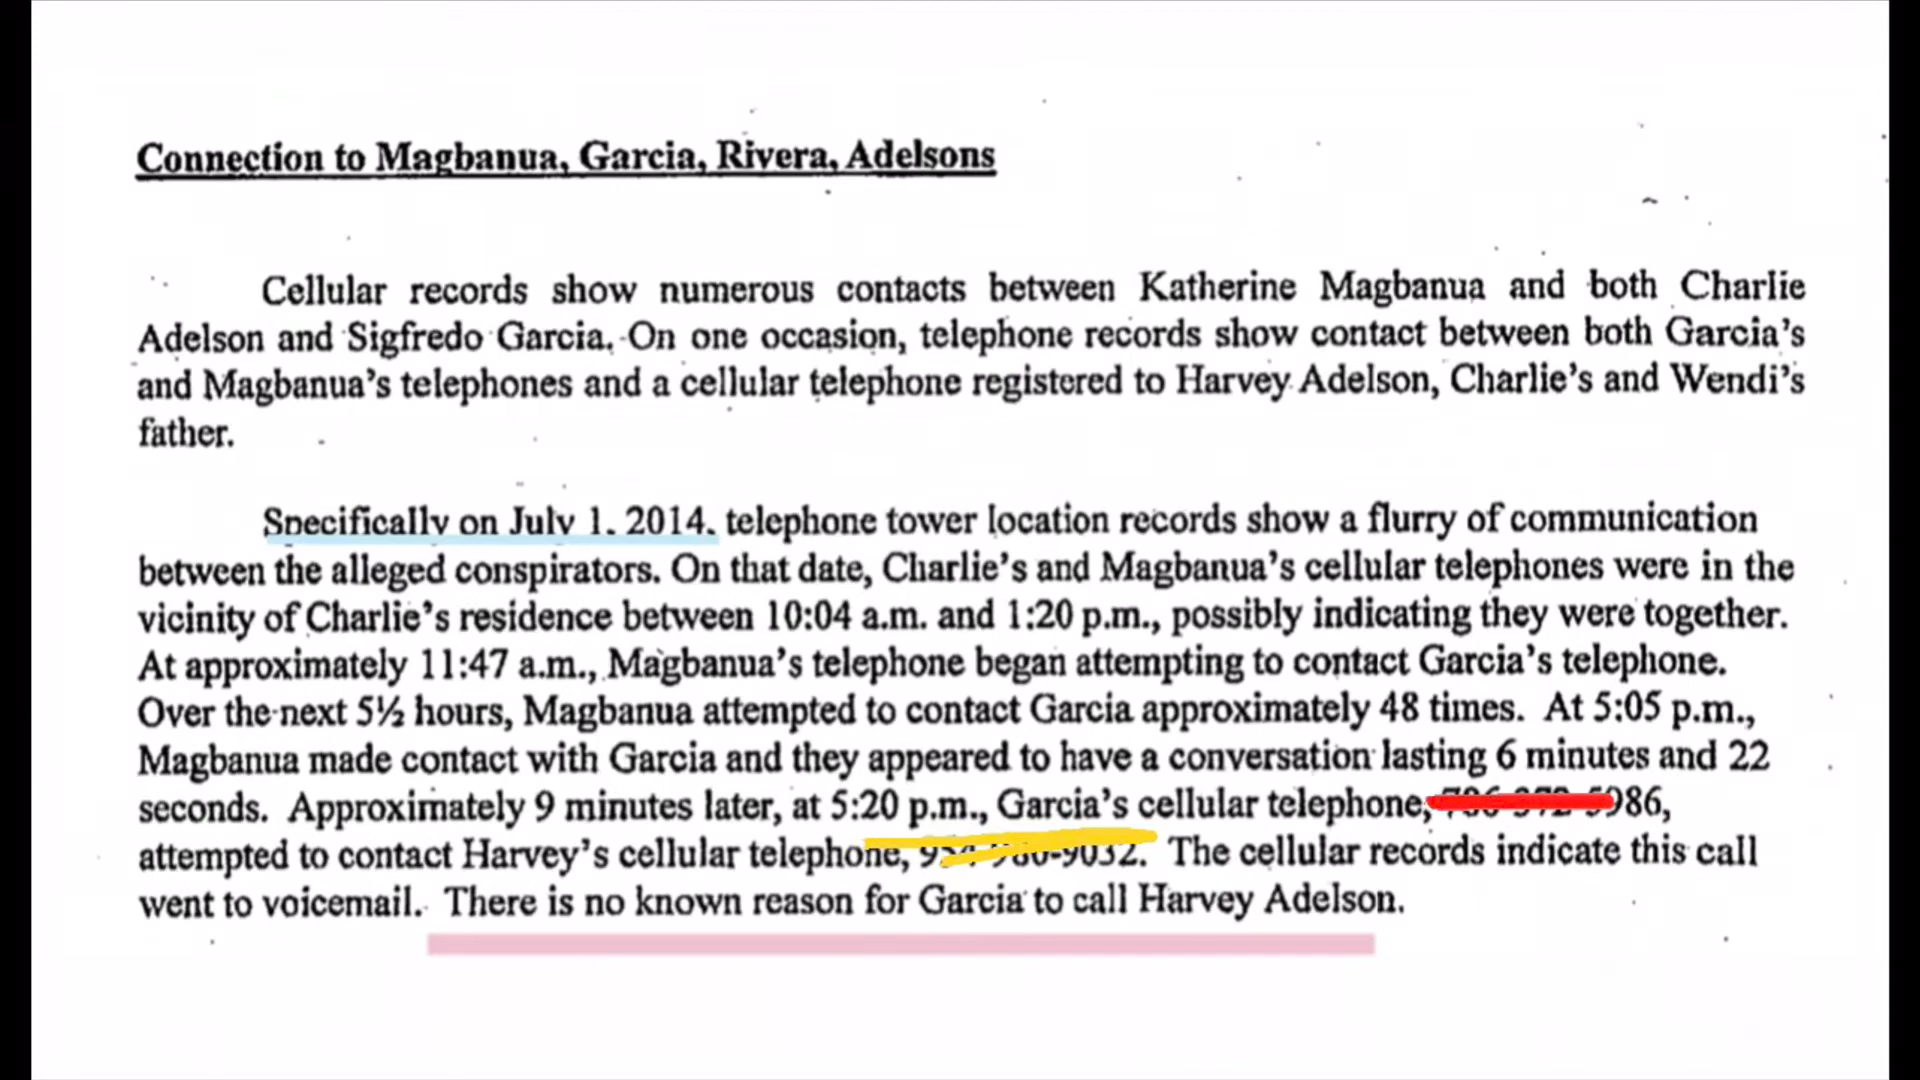 Connection to Magbanua, Garcia, Rivera, Adelsons
Cellular records show numerous contacts between Katherine Magbanua and both Charlie
Adelson and Sigfredo Garcia. On one occasion, telephone records show contact between both Garcia's
and Magbanua's telephones and a cellular telephone registered to Harvey Adelson, Charlie's and Wendi's
father.
Specifically on July 1, 2014, telephone tower location records show a flurry of communication
between the alleged conspirators. On that date, Charlie's and Magbanua's cellular telephones were in the
vicinity of Charlie's residence between 10:04 a.m. and 1:20 p.m., possibly indicating they were together.
At approximately 11:47 a.m., Magbanua's telephone began attempting to contact Garcia's telephone.
Over the next 5½ hours, Magbanua attempted to contact Garcia approximately 48 times. At 5:05 p.m.,
Magbanua made contact with Garcia and they appeared to have a conversation lasting 6 minutes and 22
seconds. Approximately 9 minutes later, at 5:20 p.m., Garcia's cellular telephone,
attempted to contact Harvey's cellular telephone, The cellular records indicate this call
went to voicemail. There is no known reason for Garcia to call Harvey Adelson.